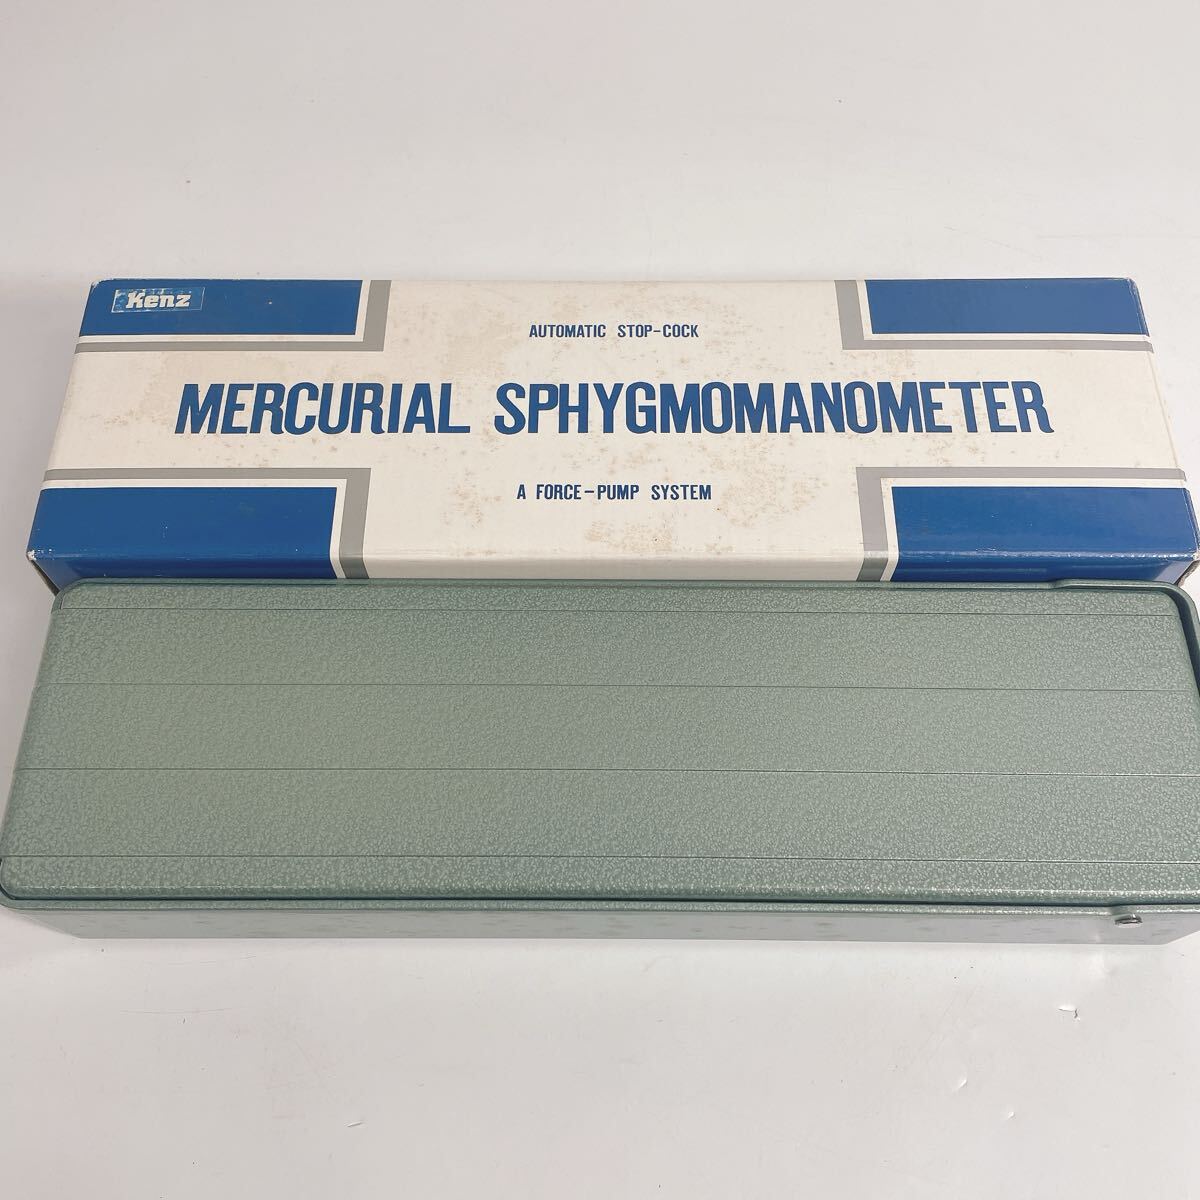 Kenz
AUTOMATIC STOP-COCK
MERCURIAL SPHYGMOMANOMETER
A FORCE-PUMP SYSTEM